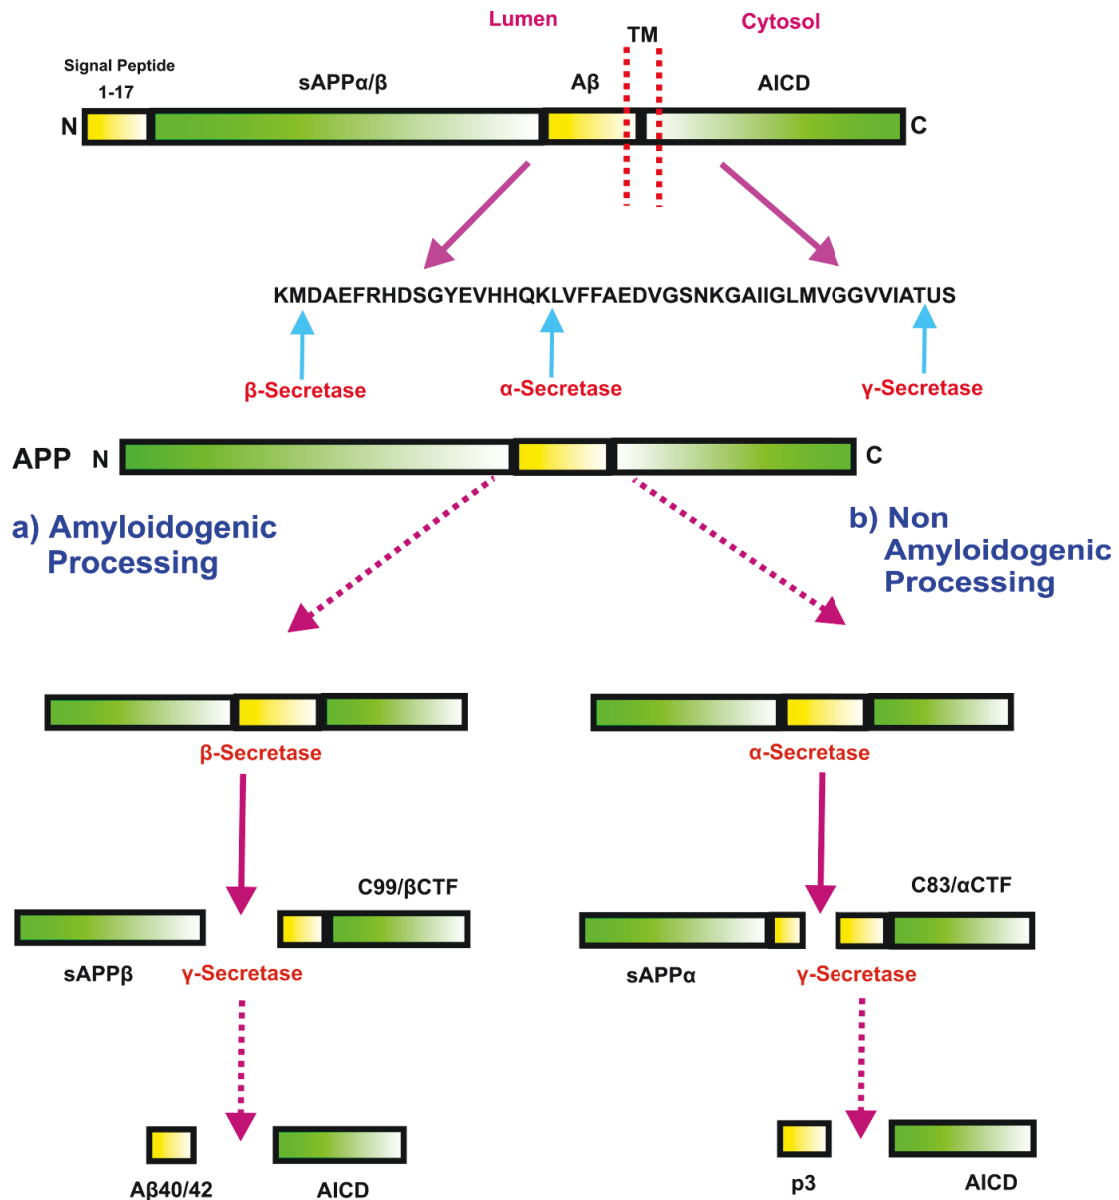 Lumen
Cytosol
TM
Signal Peptide
1-17
sAPPα/β
Aβ
AICD
N
C
KMDAEFRHDSGYEVHHQKLVFFAEDVGSNKGAIIGLMVGGVVIATUS
β-Secretase
α-Secretase
γ-Secretase
APP
N
C
a) Amyloidogenic
Processing
b) Non
Amyloidogenic
Processing
β-Secretase
α-Secretase
C99/βCTF
C83/αCTF
sAPPβ
γ-Secretase
sAPPα
γ-Secretase
Aβ40/42
AICD
p3
AICD